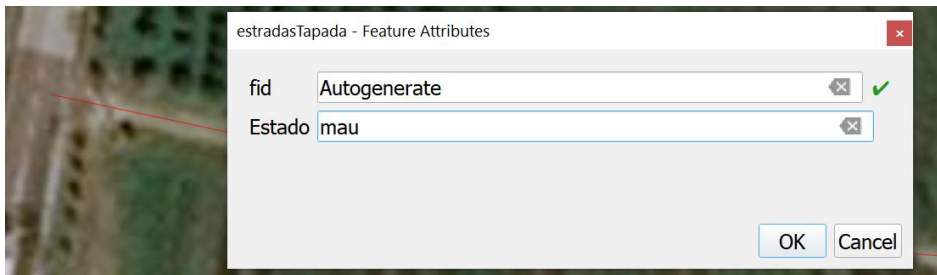 estradasTapada - Feature Attributes
fid Autogenerate
Estado mau
OK Cancel